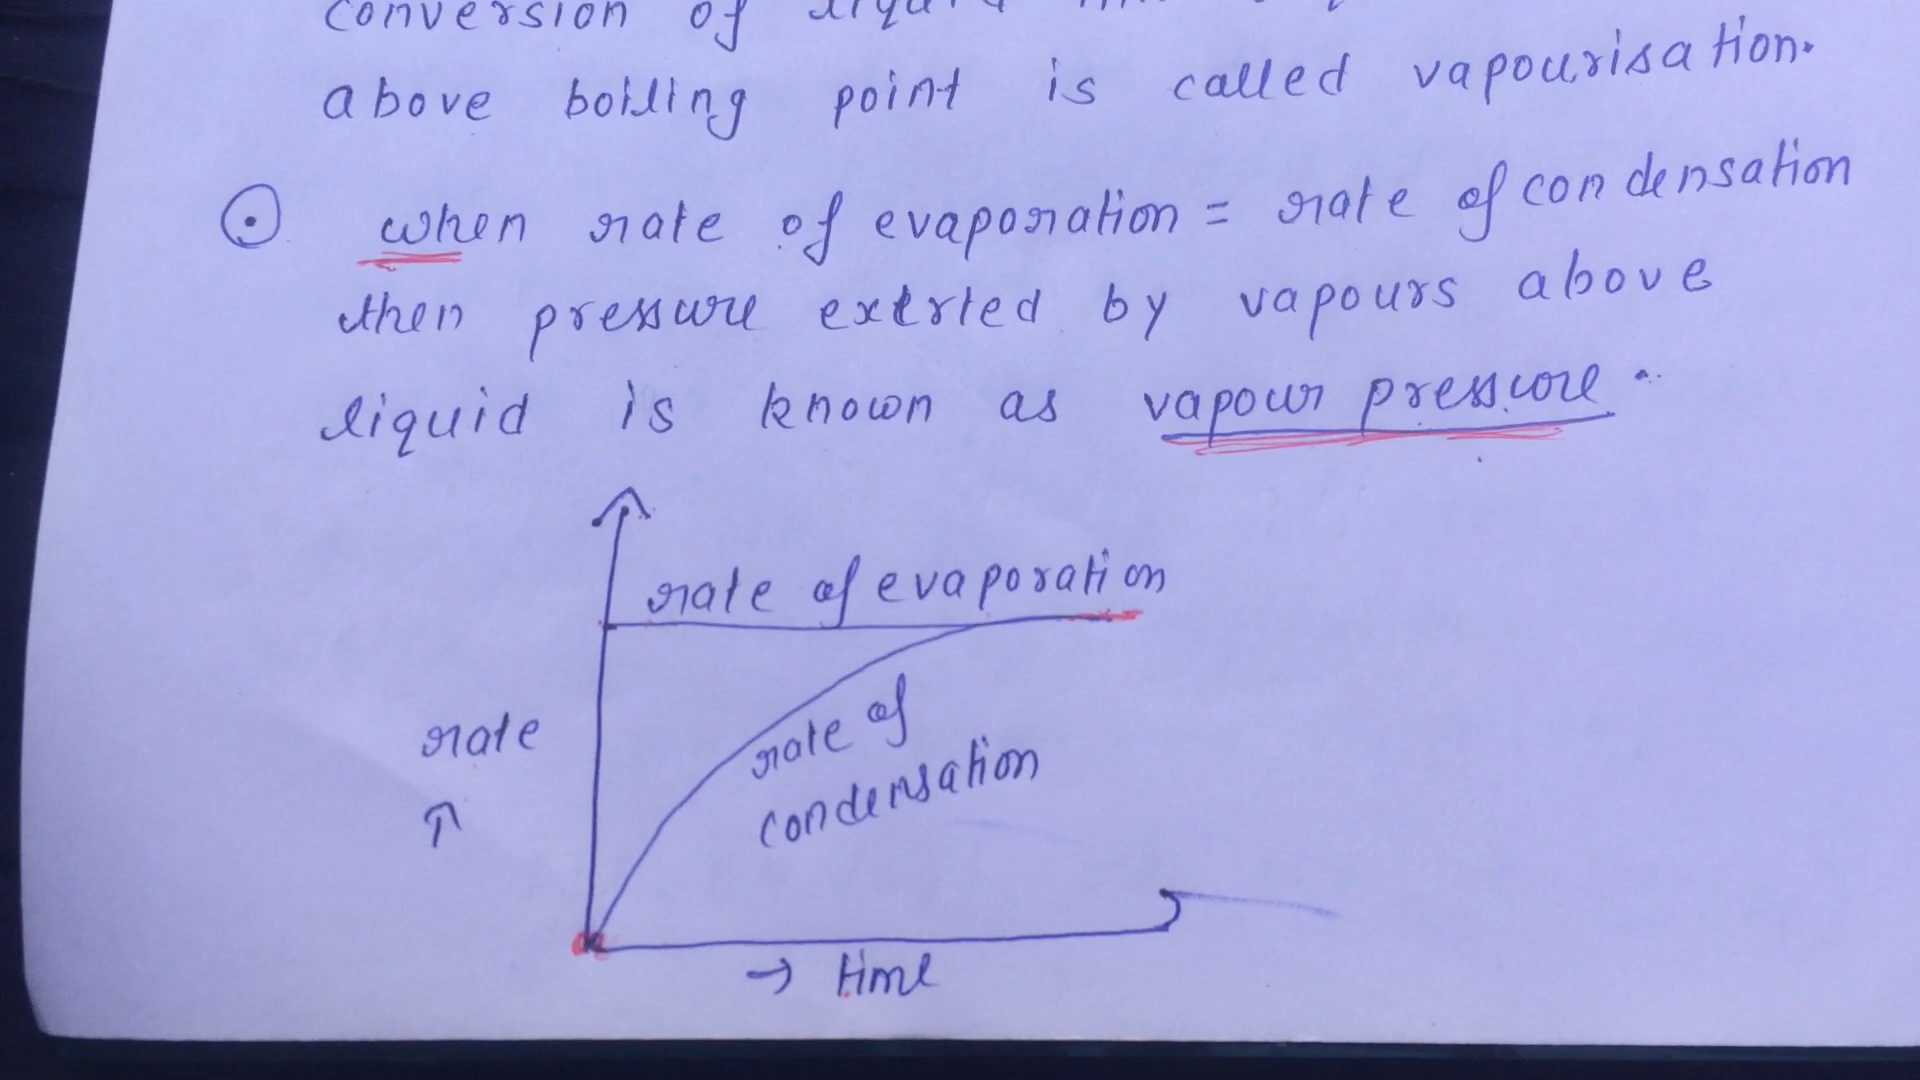 conversion of liquid
above boiling point is called vapourisation.
when rate of evaporation = rate of condensation
then pressure exerted by vapours above
liquid is known as vapour pressure.
rate of evaporation
rate of
condensation
rate
→ time